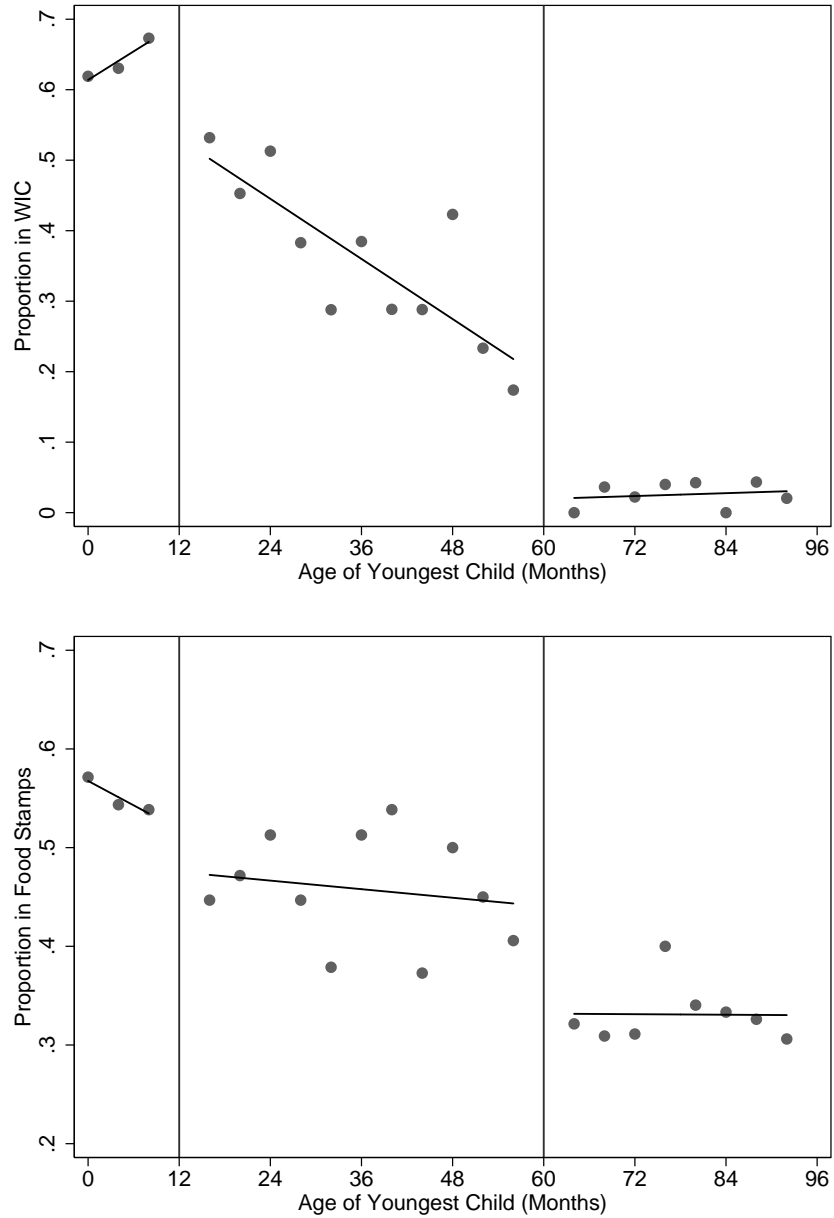 Proportion in WIC
.7
.6
.5
.4
.3
.2
.1
0
0 12 24 36 48 60 72 84 96
Age of Youngest Child (Months)
Proportion in Food Stamps
.7
.6
.5
.4
.3
.2
0 12 24 36 48 60 72 84 96
Age of Youngest Child (Months)